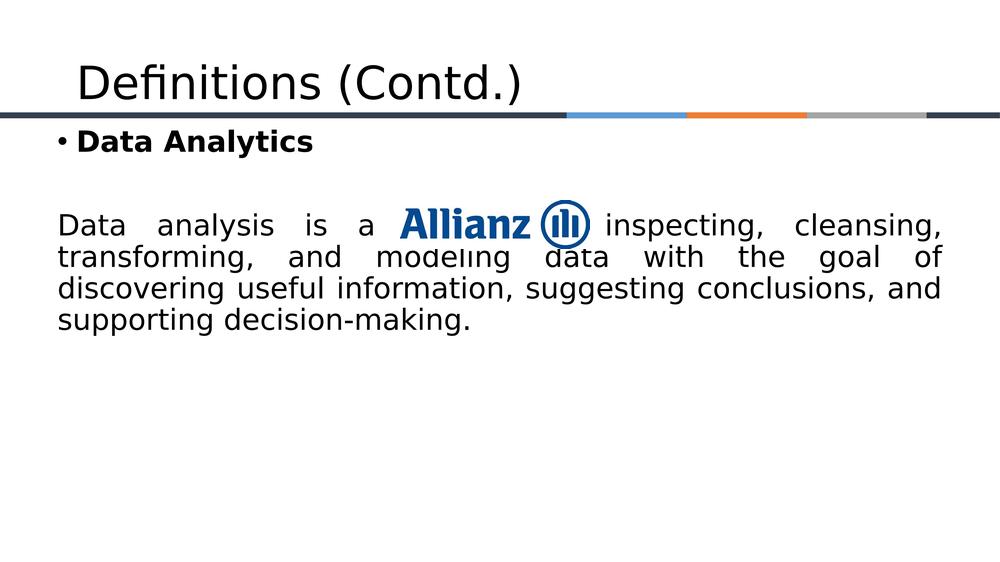 Definitions (Contd.)
• Data Analytics
Data analysis is a Allianz inspecting, cleansing,
transforming, and modeling data with the goal of
discovering useful information, suggesting conclusions, and
supporting decision-making.